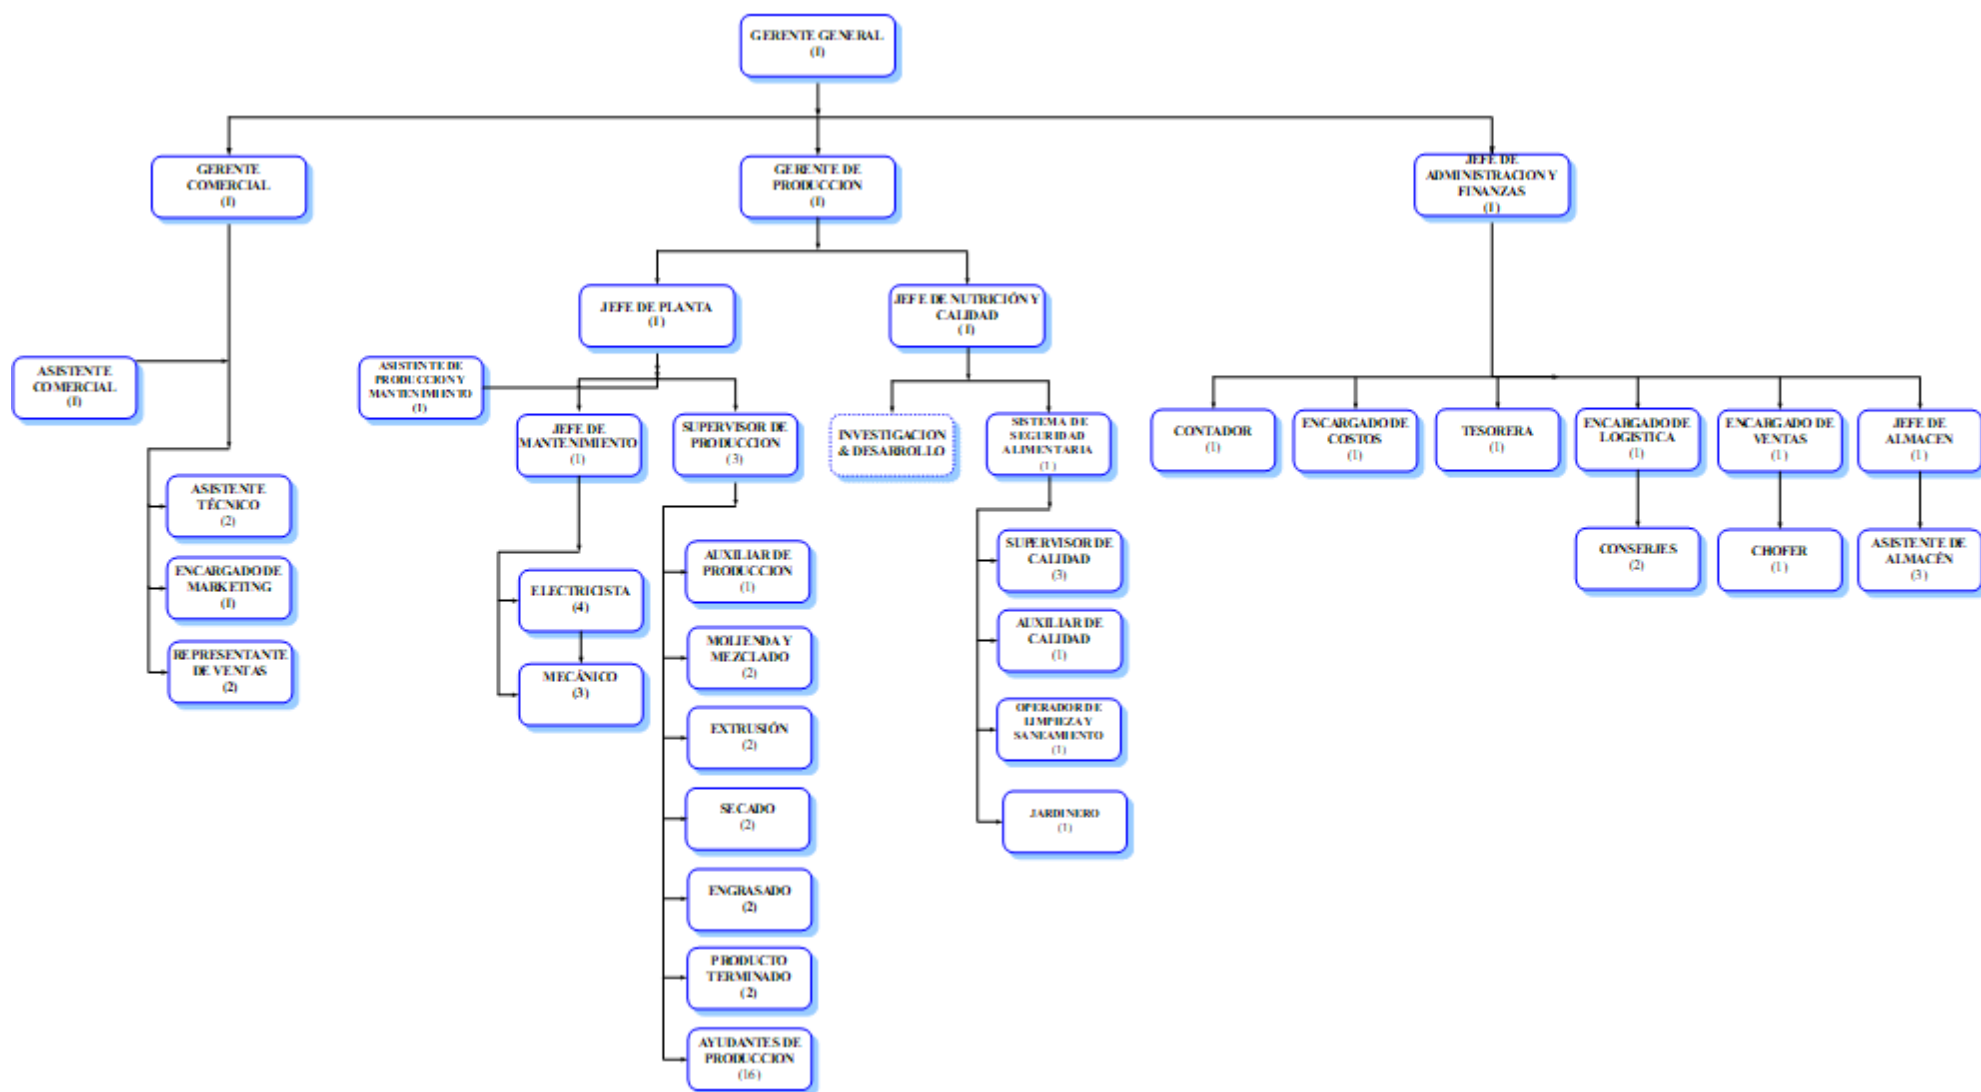 GERENTE GENERAL
(1)
GERENTE
COMERCIAL
(1)
GERENTE DE
PRODUCCION
(1)
JEFE DE
ADMINISTRACION Y
FINANZAS
(1)
JEFE DE PLANTA
(1)
JEFE DE NUTRICIÓN Y
CALIDAD
(1)
ASISTENTE
COMERCIAL
(1)
ASISTENTE DE
PRODUCCION Y
MANTENIMIENTO
(1)
JEFE DE
MANTENIMIENTO
(1)
SUPERVISOR DE
PRODUCCION
(3)
INVESTIGACION
& DESARROLLO
SISTEMA DE
SEGURIDAD
ALIMENTARIA
(1)
CONTADOR
(1)
ENCARGADO DE
COSTOS
(1)
TESORERA
(1)
ENCARGADO DE
LOGISTICA
(1)
ENCARGADO DE
VENTAS
(1)
JEFE DE
ALMACEN
(1)
ASISTENTE
TÉCNICO
(2)
ENCARGADO DE
MARKETING
(1)
REPRESENTANTE
DE VENTAS
(2)
ELECTRICISTA
(4)
MECÁNICO
(3)
AUXILIAR DE
PRODUCCION
(1)
MOLIENDA Y
MEZCLADO
(2)
EXTRUSIÓN
(2)
SECADO
(2)
ENGRASADO
(2)
PRODUCTO
TERMINADO
(2)
AYUDANTES DE
PRODUCCION
(16)
SUPERVISOR DE
CALIDAD
(3)
AUXILIAR DE
CALIDAD
(1)
OPERADOR DE
LIMPIEZA Y
SANEAMIENTO
(1)
JARDINERO
(1)
CONSERJES
(2)
CHOFER
(1)
ASISTENTE DE
ALMACÉN
(3)